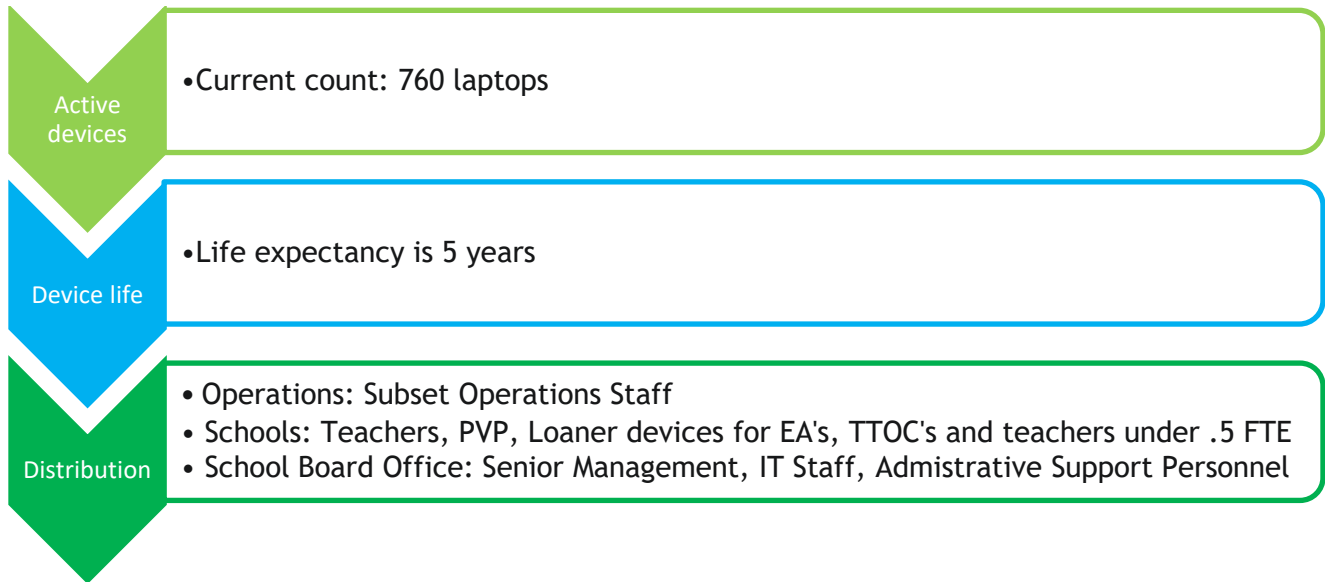 Active
devices
•Current count: 760 laptops
Device life
•Life expectancy is 5 years
Distribution
• Operations: Subset Operations Staff
• Schools: Teachers, PVP, Loaner devices for EA's, TTOC's and teachers under .5 FTE
• School Board Office: Senior Management, IT Staff, Admistrative Support Personnel